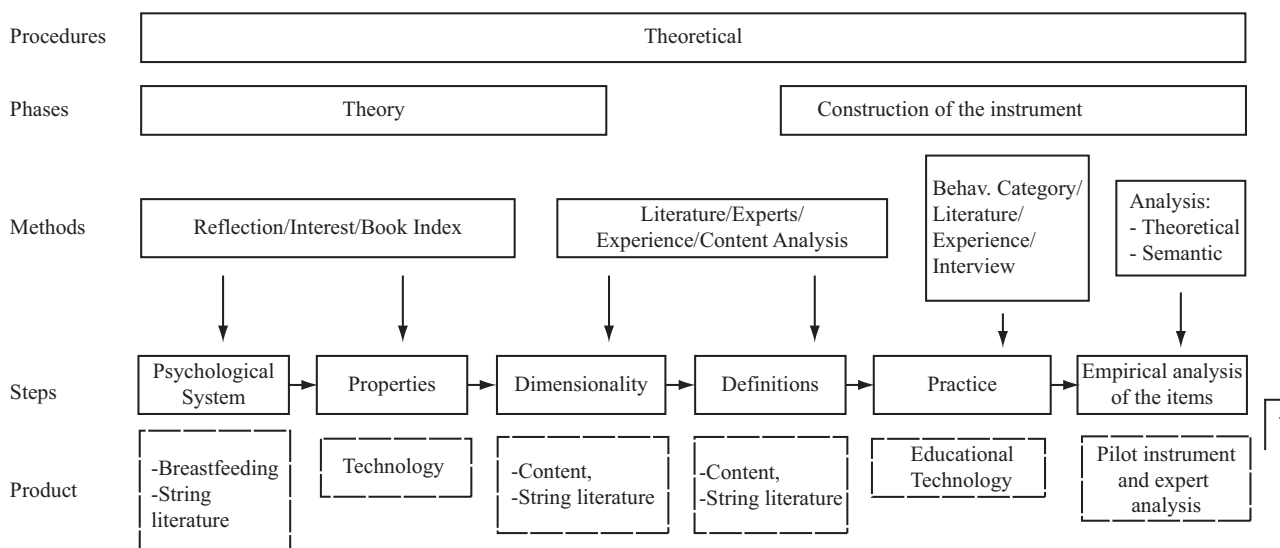 Procedures
Theoretical
Phases
Theory
Construction of the instrument
Methods
Reflection/Interest/Book Index
Literature/Experts/
Experience/Content Analysis
Behav. Category/
Literature/
Experience/
Interview
Analysis:
- Theoretical
- Semantic
Steps
Psychological
System
Properties
Dimensionality
Definitions
Practice
Empirical analysis
of the items
Product
-Breastfeeding
-String
literature
Technology
-Content,
-String literature
-Content,
-String literature
Educational
Technology
Pilot instrument
and expert
analysis